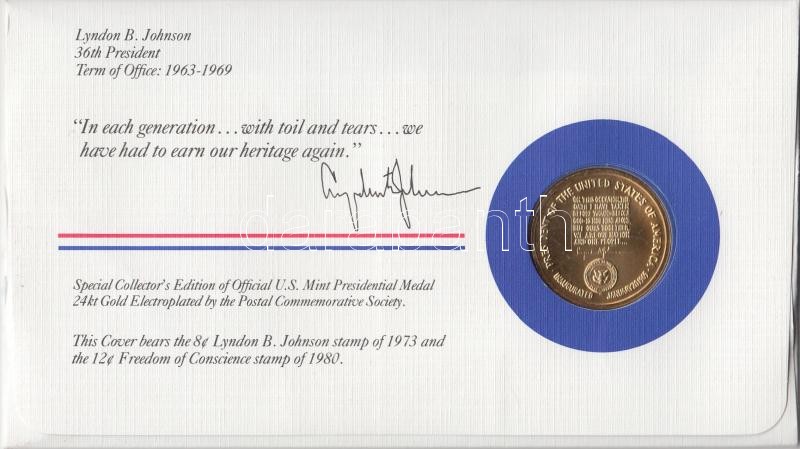 Lyndon B. Johnson
36th President
Term of Office: 1963-1969
“In each generation...with toil and tears...we
have had to earn our heritage again.”
Special Collector's Edition of Official U.S. Mint Presidential Medal
24kt Gold Electroplated by the Postal Commemorative Society.
This Cover bears the 8¢ Lyndon B. Johnson stamp of 1973 and
the 12¢ Freedom of Conscience stamp of 1980.
PRESIDENT OF THE UNITED STATES OF AMERICA
INAUGURATED
darabanth